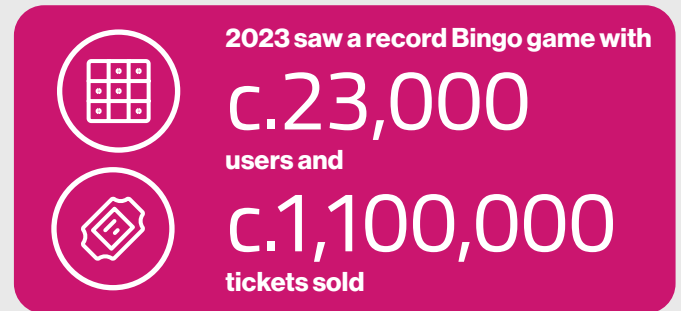 2023 saw a record Bingo game with
c.23,000
users and
c.1,100,000
tickets sold